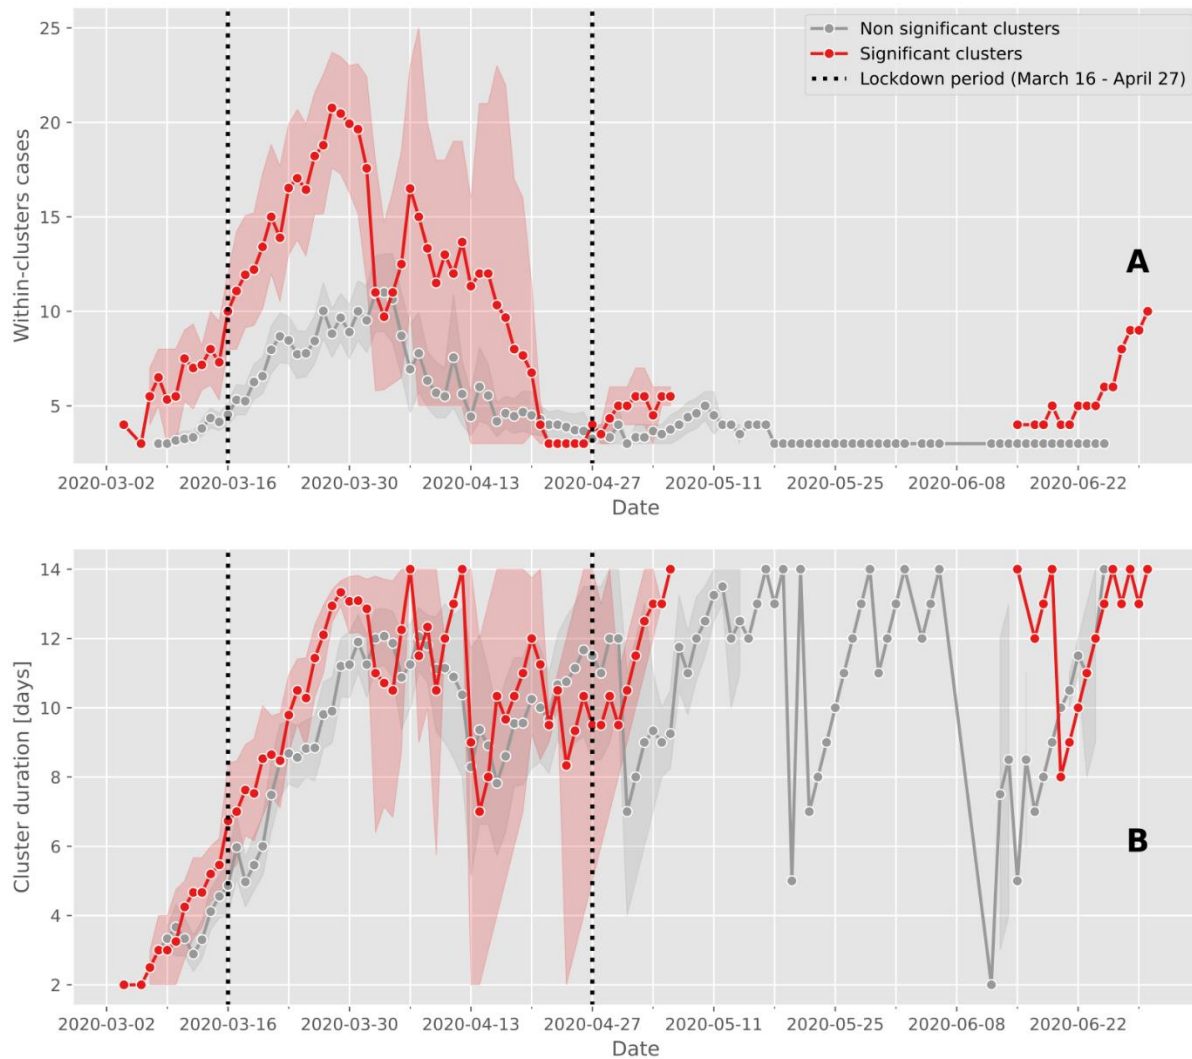 25
20
15
10
5
Within-clusters cases
Non significant clusters
Significant clusters
Lockdown period (March 16 - April 27)
A
2020-03-02 2020-03-16 2020-03-30 2020-04-13 2020-04-27 2020-05-11 2020-05-25 2020-06-08 2020-06-22
Date
14
12
10
8
6
4
2
Cluster duration [days]
B
2020-03-02 2020-03-16 2020-03-30 2020-04-13 2020-04-27 2020-05-11 2020-05-25 2020-06-08 2020-06-22
Date